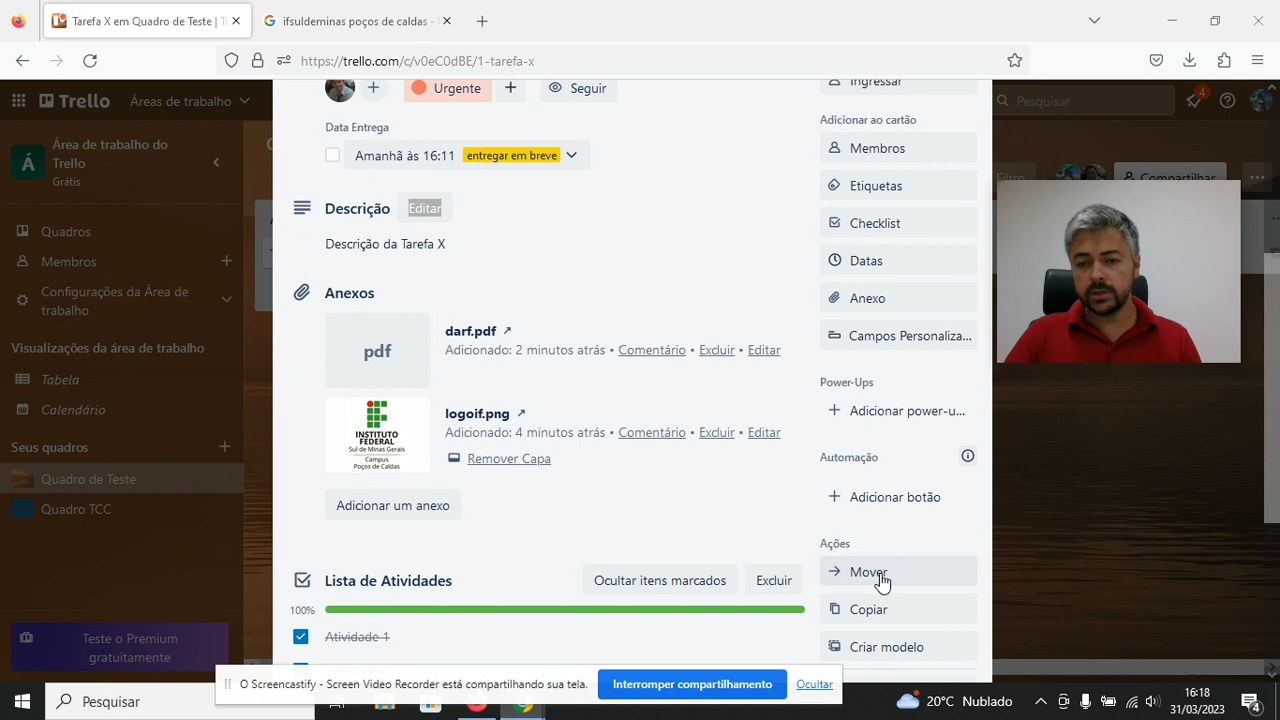 Tarefa X em Quadro de Teste | T
ifsuldeminas poços de caldas -
https://trello.com/c/v0eC0dBE/1-tarefa-x
Trello
Áreas de trabalho
Pesquisar
4
Á
Área de trabalho do
Trello
Grátis
Filtro
Compartilhar
Quadros
Membros
Configurações da Área de
trabalho
Visualizações da área de trabalho
Tabela
Calendário
Seus quadros
Quadro de Teste
Quadro TCC
Teste o Premium
gratuitamente
Urgente
Seguir
Data Entrega
Amanhã às 16:11 entregar em breve
Descrição Editar
Descrição da Tarefa X
Anexos
pdf
darf.pdf
Adicionado: 2 minutos atrás • Comentário • Excluir • Editar
INSTITUTO
FEDERAL
Sul de Minas Gerais
Campus
Poços de Caldas
logoif.png
Adicionado: 4 minutos atrás • Comentário • Excluir • Editar
Remover Capa
Adicionar um anexo
Lista de Atividades Ocultar itens marcados Excluir
100%
Atividade 1
Ingressar
Adicionar ao cartão
Membros
Etiquetas
Checklist
Datas
Anexo
Campos Personaliza...
Power-Ups
Adicionar power-u...
Automação
Adicionar botão
Ações
Mover
Copiar
Criar modelo
O Screencastify - Screen Video Recorder está compartilhando sua tela.
Interromper compartilhamento
Ocultar
Pesquisar
20°C Nublado
16:18
31/03/2023
4